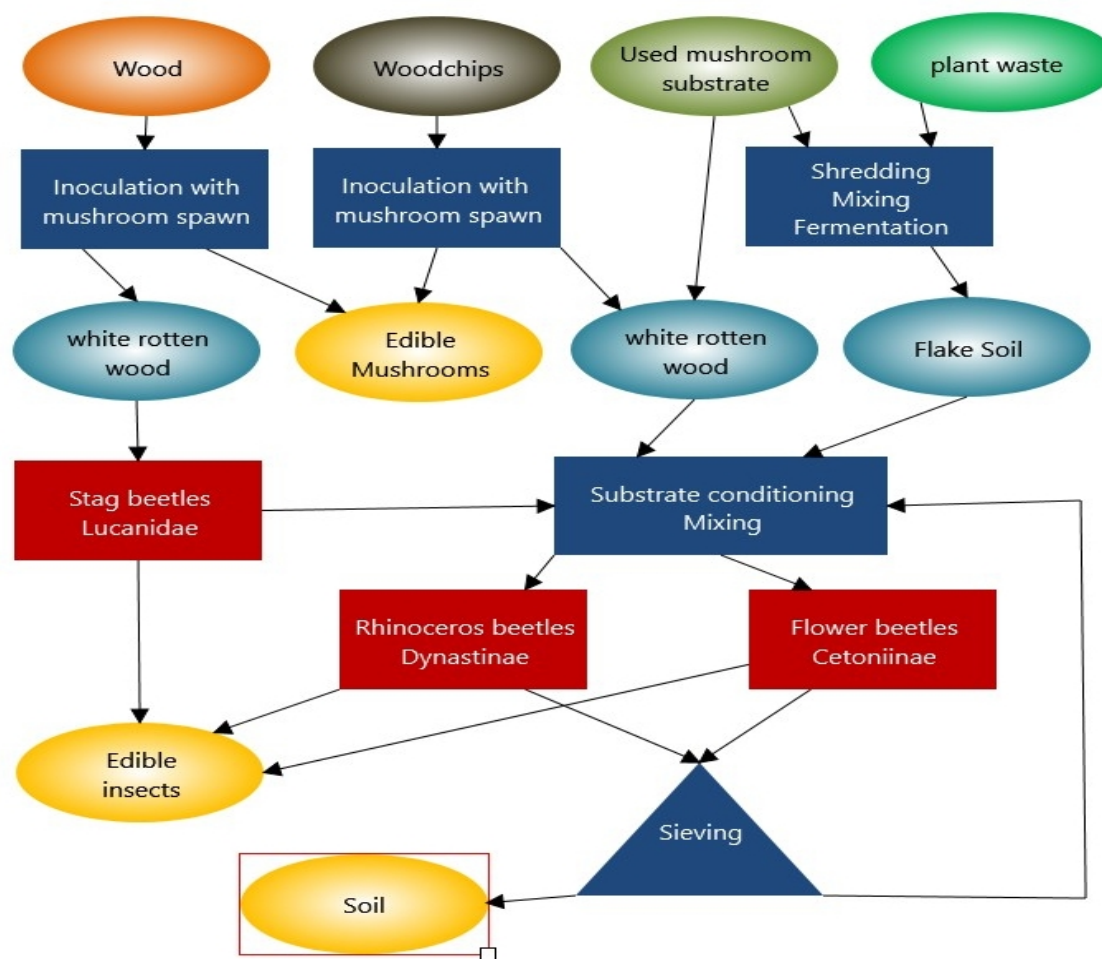 Wood
Woodchips
Used mushroom
substrate
plant waste
Inoculation with
mushroom spawn
Inoculation with
mushroom spawn
Shredding
Mixing
Fermentation
white rotten
wood
Edible
Mushrooms
white rotten
wood
Flake Soil
Stag beetles
Lucanidae
Substrate conditioning
Mixing
Rhinoceros beetles
Dynastinae
Flower beetles
Cetoniinae
Edible
insects
Sieving
Soil